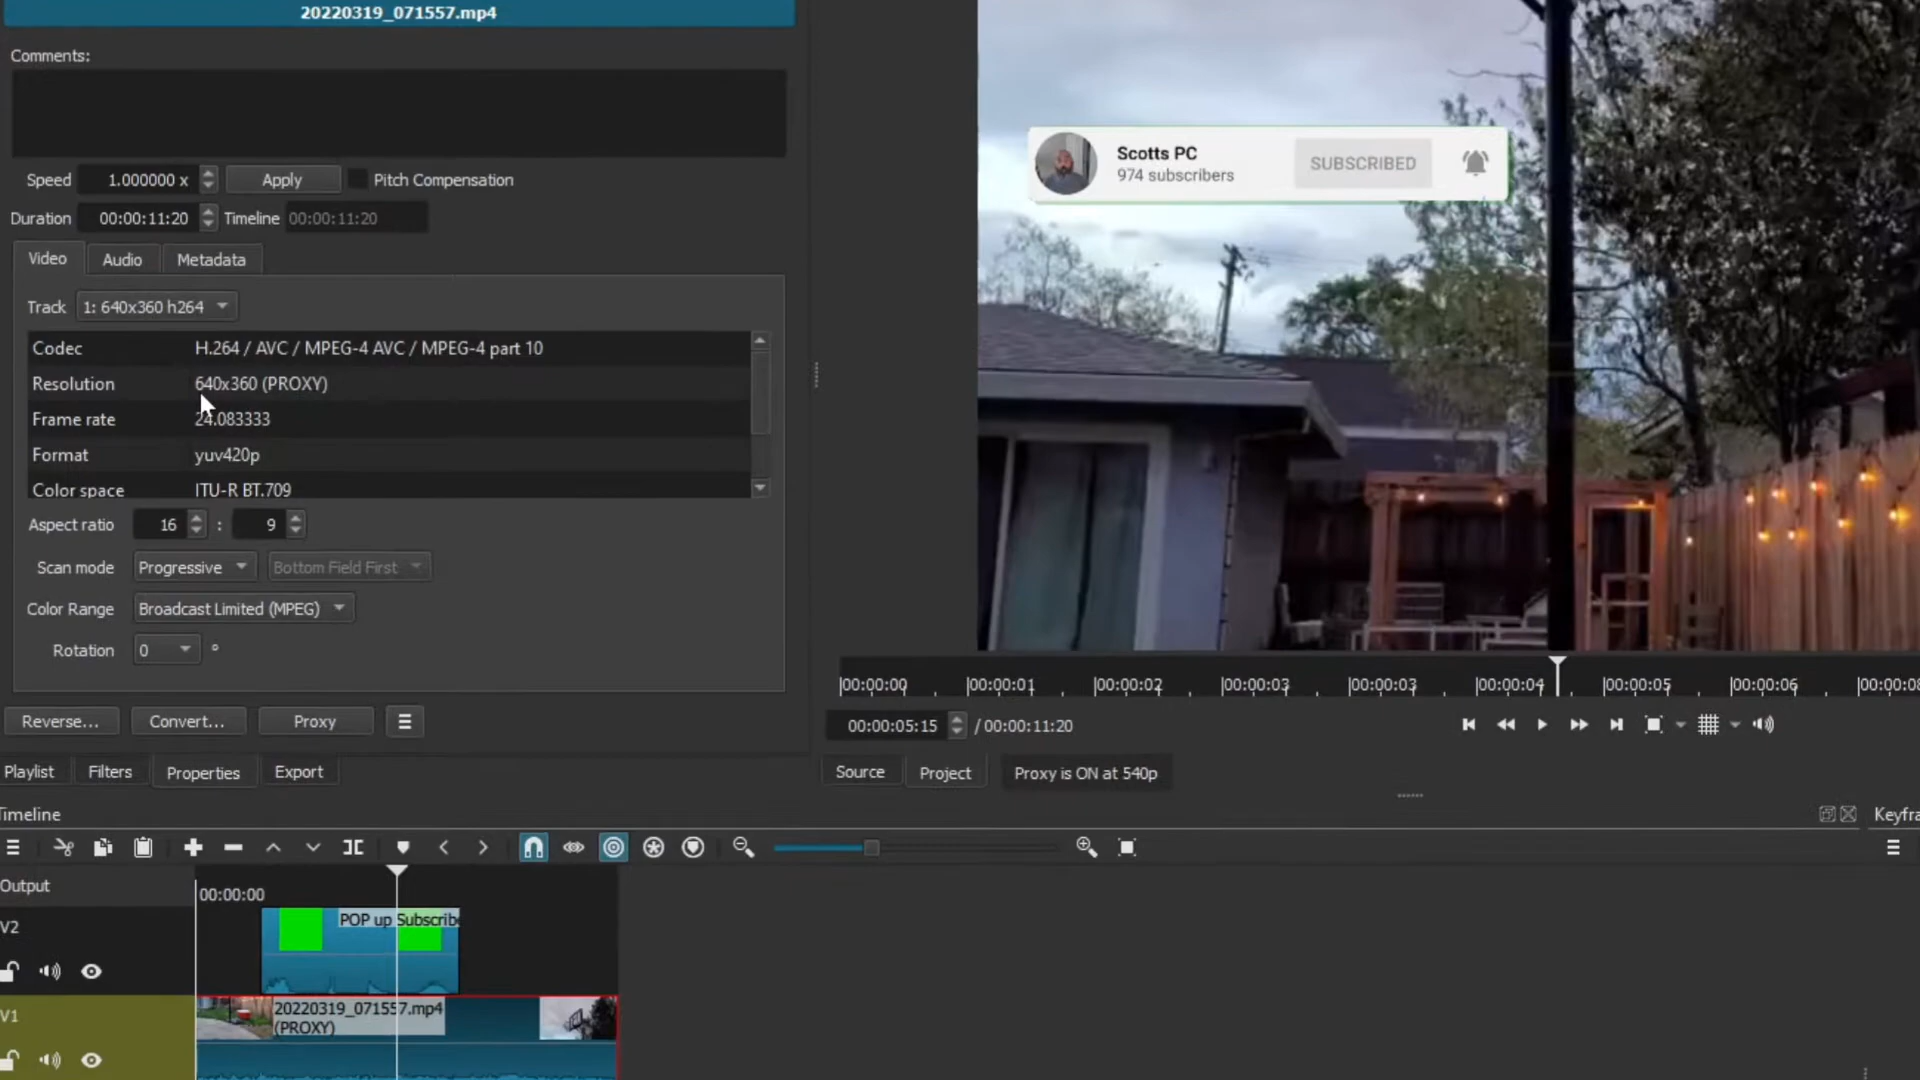 20220319_071557.mp4
Comments:
Speed 1.000000 x Apply Pitch Compensation
Duration 00:00:11:20 Timeline 00:00:11:20
Video Audio Metadata
Track 1: 640x360 h264
Codec H.264 / AVC / MPEG-4 AVC / MPEG-4 part 10
Resolution 640x360 (PROXY)
Frame rate 24.083333
Format yuv420p
Color space ITU-R BT.709
Aspect ratio 16 : 9
Scan mode Progressive Bottom Field First
Color Range Broadcast Limited (MPEG)
Rotation 0 °
Reverse... Convert... Proxy
Playlist Filters Properties Export
Scotts PC
974 subscribers
SUBSCRIBED
00:00:00 00:00:01 00:00:02 00:00:03 00:00:03 00:00:04 00:00:05 00:00:06 00:00:08
00:00:05:15 / 00:00:11:20
Source Project Proxy is ON at 540p
Timeline
Keyfra
Output
00:00:00
V2
POP up Subscribe
V1
20220319_071557.mp4
(PROXY)